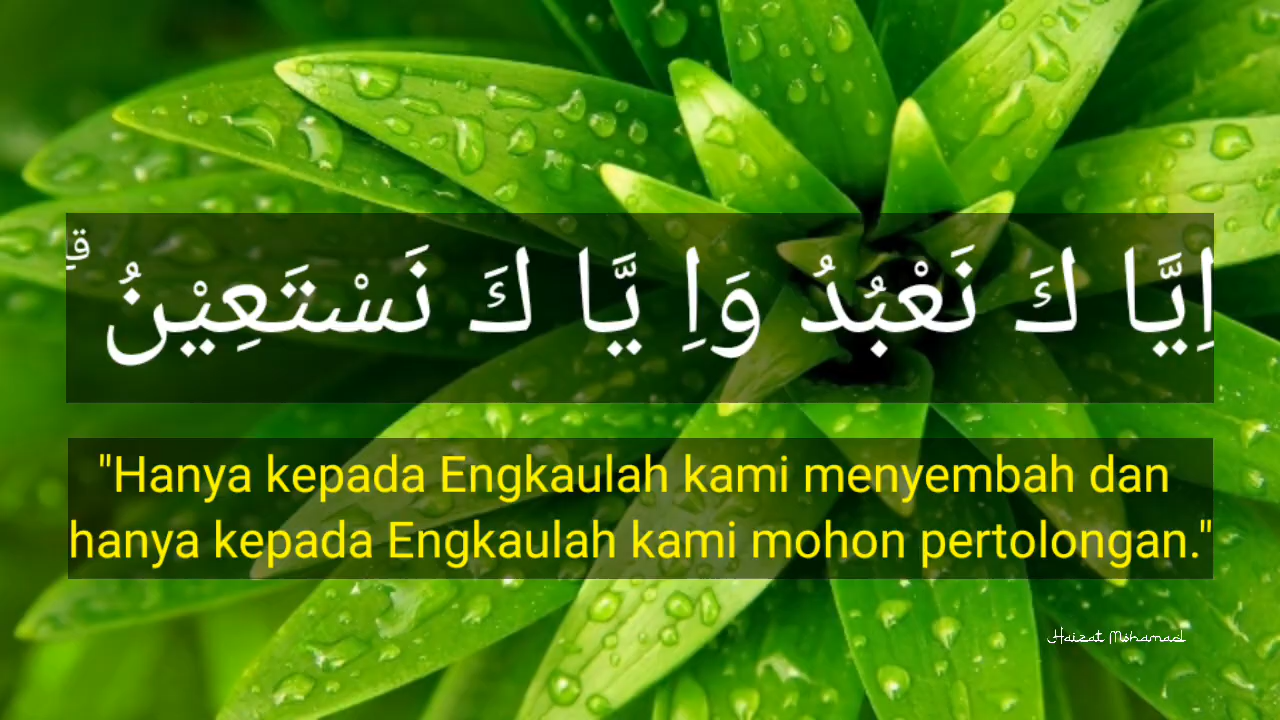 اِيَّا كَ نَعْبُدُ وَاِ يَّا كَ نَسْتَعِيْنُ ۗ
"Hanya kepada Engkaulah kami menyembah dan
hanya kepada Engkaulah kami mohon pertolongan."
Haizat Mohamad